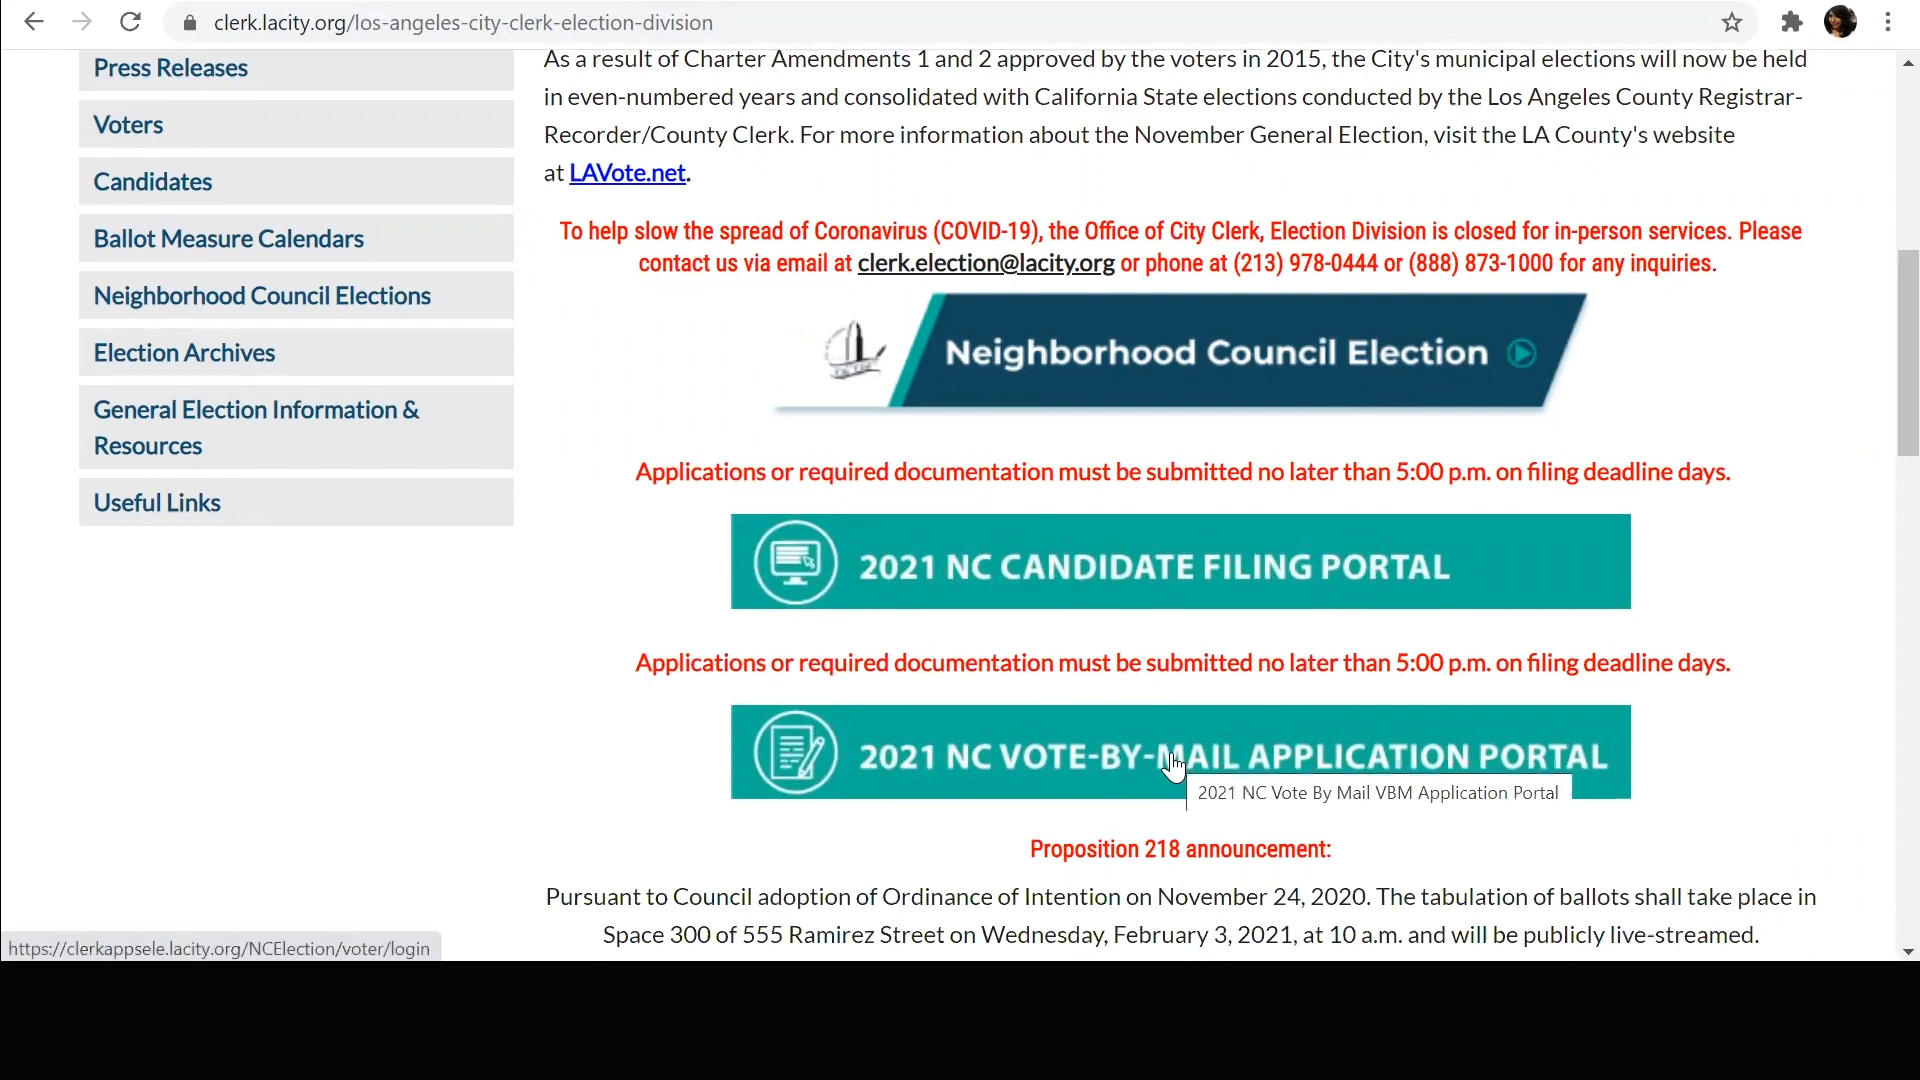 clerk.lacity.org/los-angeles-city-clerk-election-division
Press Releases
Voters
Candidates
Ballot Measure Calendars
Neighborhood Council Elections
Election Archives
General Election Information &
Resources
Useful Links
As a result of Charter Amendments 1 and 2 approved by the voters in 2015, the City's municipal elections will now be held
in even-numbered years and consolidated with California State elections conducted by the Los Angeles County Registrar-
Recorder/County Clerk. For more information about the November General Election, visit the LA County's website
at LAVote.net.
To help slow the spread of Coronavirus (COVID-19), the Office of City Clerk, Election Division is closed for in-person services. Please
contact us via email at clerk.election@lacity.org or phone at (213) 978-0444 or (888) 873-1000 for any inquiries.
Neighborhood Council Election
Applications or required documentation must be submitted no later than 5:00 p.m. on filing deadline days.
2021 NC CANDIDATE FILING PORTAL
Applications or required documentation must be submitted no later than 5:00 p.m. on filing deadline days.
2021 NC VOTE-BY-MAIL APPLICATION PORTAL
2021 NC Vote By Mail VBM Application Portal
Proposition 218 announcement:
Pursuant to Council adoption of Ordinance of Intention on November 24, 2020. The tabulation of ballots shall take place in
Space 300 of 555 Ramirez Street on Wednesday, February 3, 2021, at 10 a.m. and will be publicly live-streamed.
https://clerkappsele.lacity.org/NCElection/voter/login